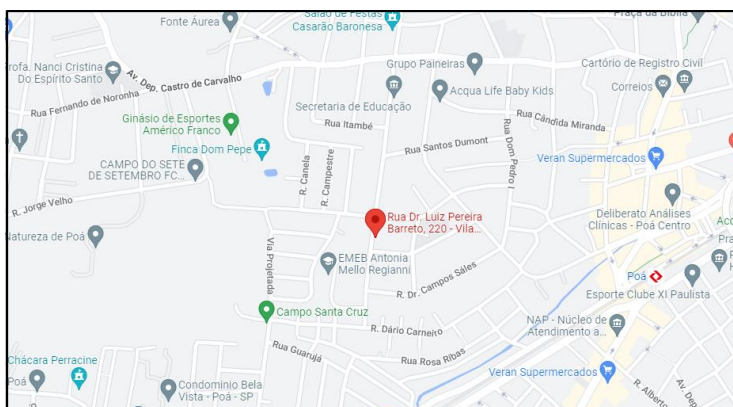 Fonte Áurea
Salão de Festas
Casarão Baronesa
Praça da Bíblia
Profa. Nanci Cristina
Do Espírito Santo
Av. Dep. Castro de Carvalho
Grupo Paineiras
Cartório de Registro Civil
Correios
Acqua Life Baby Kids
Secretaria de Educação
Rua Fernando de Noronha
Ginásio de Esportes
Américo Franco
Rua Itambé
Rua Cândida Miranda
Finca Dom Pepe
Rua Santos Dumont
Rua Dom Pedro I
Veran Supermercados
CAMPO DO SETE
DE SETEMBRO FC...
R. Canela
R. Campestre
R. Jorge Velho
Rua Dr. Luiz Pereira
Barreto, 220 - Vila...
Deliberato Análises
Clínicas - Poá Centro
Natureza de Poá
Via Projetada
EMEB Antonia
Mello Regianni
R. Dr. Campos Sáles
Poá
Esporte Clube XI Paulista
Campo Santa Cruz
R. Dário Carneiro
NAP - Núcleo de
Atendimento a...
Rua Guarujá
Rua Rosa Ribas
Chácara Perracine
Poá
Condominio Bela
Vista - Poá - SP
Veran Supermercados
R. Alberto
Av. De